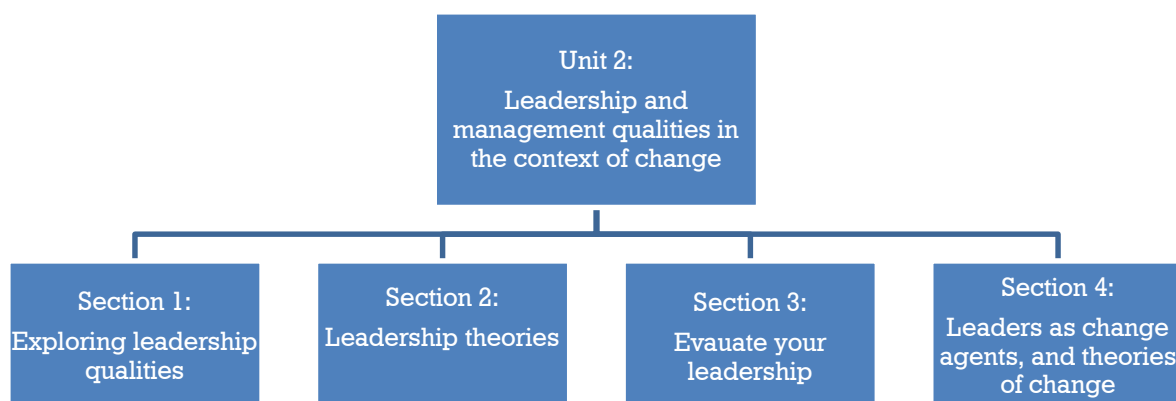 Unit 2:
Leadership and
management qualities in
the context of change
Section 1:
Exploring leadership
qualities
Section 2:
Leadership theories
Section 3:
Evauate your
leadership
Section 4:
Leaders as change
agents, and theories
of change